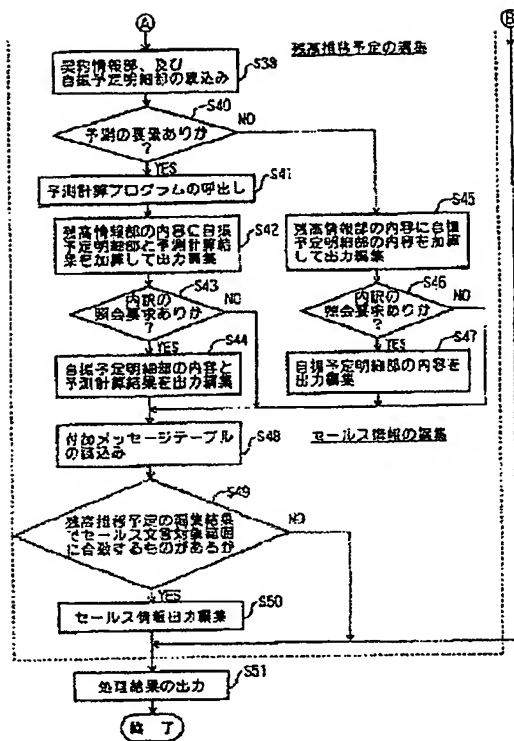 A
B
残高推移予定の編集
契約情報部、及び
自振予定明細部の読込み
S39
S40
予測の要素ありか
?
NO
YES
予測計算プログラムの呼出し
S41
残高情報部の内容に自振
予定明細部と予測計算結
果を加算して出力編集
S42
S45
残高情報部の内容に自振
予定明細部の内容を加算
して出力編集
S43
内訳の
照会要求ありか
?
NO
YES
S46
内訳の
照会要求ありか
?
NO
YES
S44
自振予定明細部の内容と
予測計算結果を出力編集
S47
自振予定明細部の内容を
出力編集
付加メッセージテーブル
の読込み
S48
セールス情報の編集
S49
残高推移予定の編集結果
でセールス文言対象範囲
に合致するものがあるか
NO
YES
セールス情報出力編集
S50
処理結果の出力
S51
終了